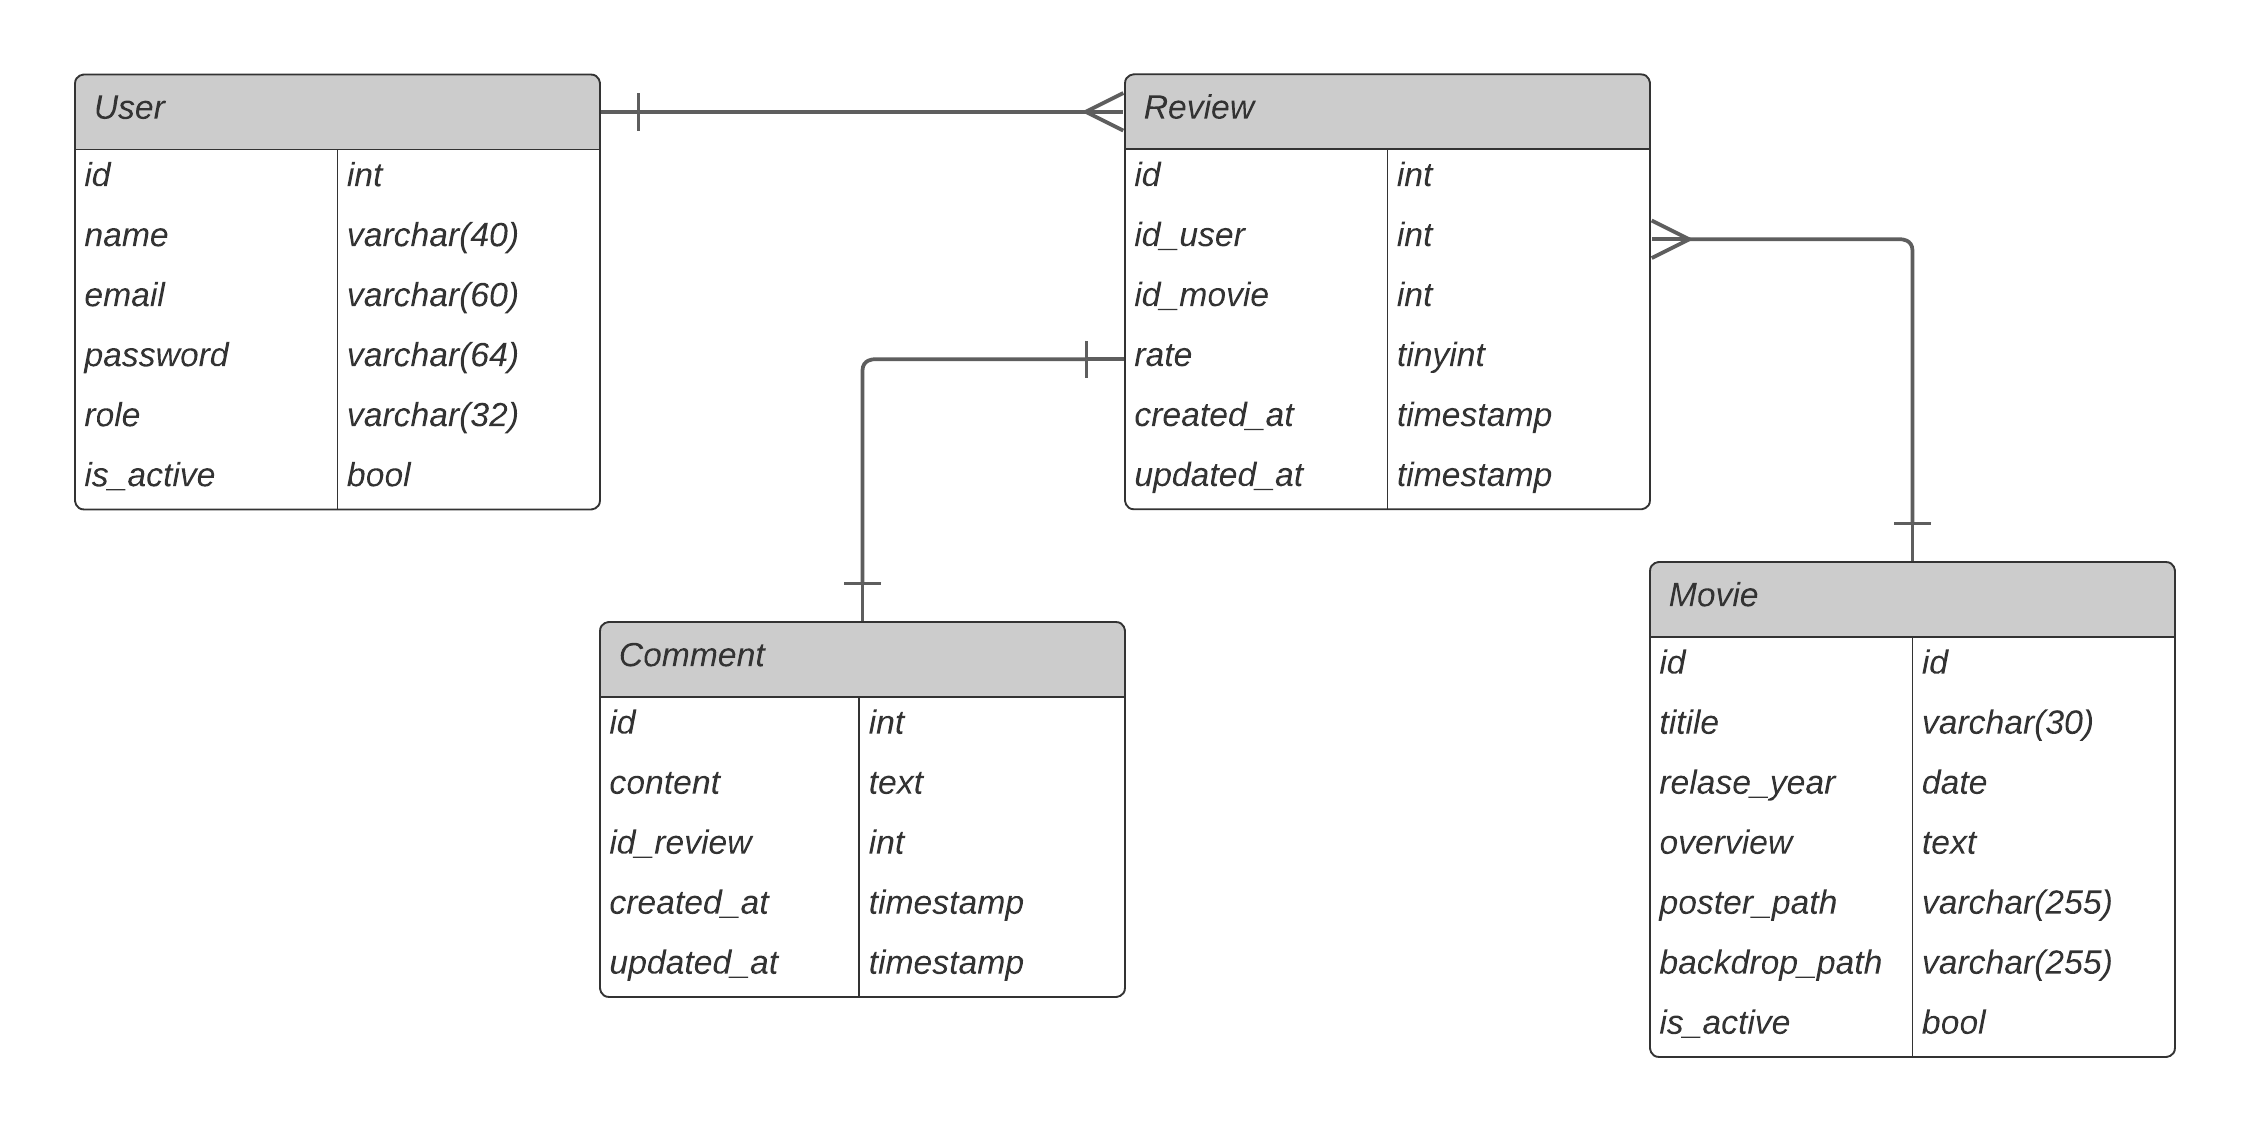 User
id int
name varchar(40)
email varchar(60)
password varchar(64)
role varchar(32)
is_active bool
Review
id int
id_user int
id_movie int
rate tinyint
created_at timestamp
updated_at timestamp
Comment
id int
content text
id_review int
created_at timestamp
updated_at timestamp
Movie
id id
titile varchar(30)
relase_year date
overview text
poster_path varchar(255)
backdrop_path varchar(255)
is_active bool